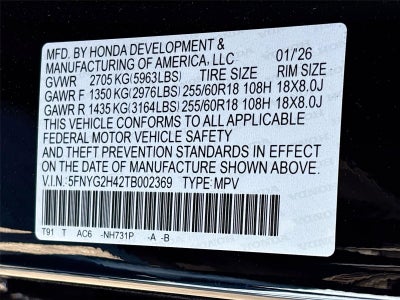 MFD. BY HONDA DEVELOPMENT &
MANUFACTURING OF AMERICA, LLC 01/26
GVWR 2705 KG(5963LBS) TIRE SIZE RIM SIZE
GAWR F 1350 KG(2976LBS) 255/60R18 108H 18X8.0J
GAWR R 1435 KG(3164LBS) 255/60R18 108H 18X8.0J
THIS VEHICLE CONFORMS TO ALL APPLICABLE
FEDERAL MOTOR VEHICLE SAFETY
AND THEFT PREVENTION STANDARDS IN EFFECT ON THE
DATE OF MANUFACTURE SHOWN ABOVE.
V.I.N.: 5FNYG2H42TB002369 TYPE: MPV
T91 T AC6 -NH731P -A -B